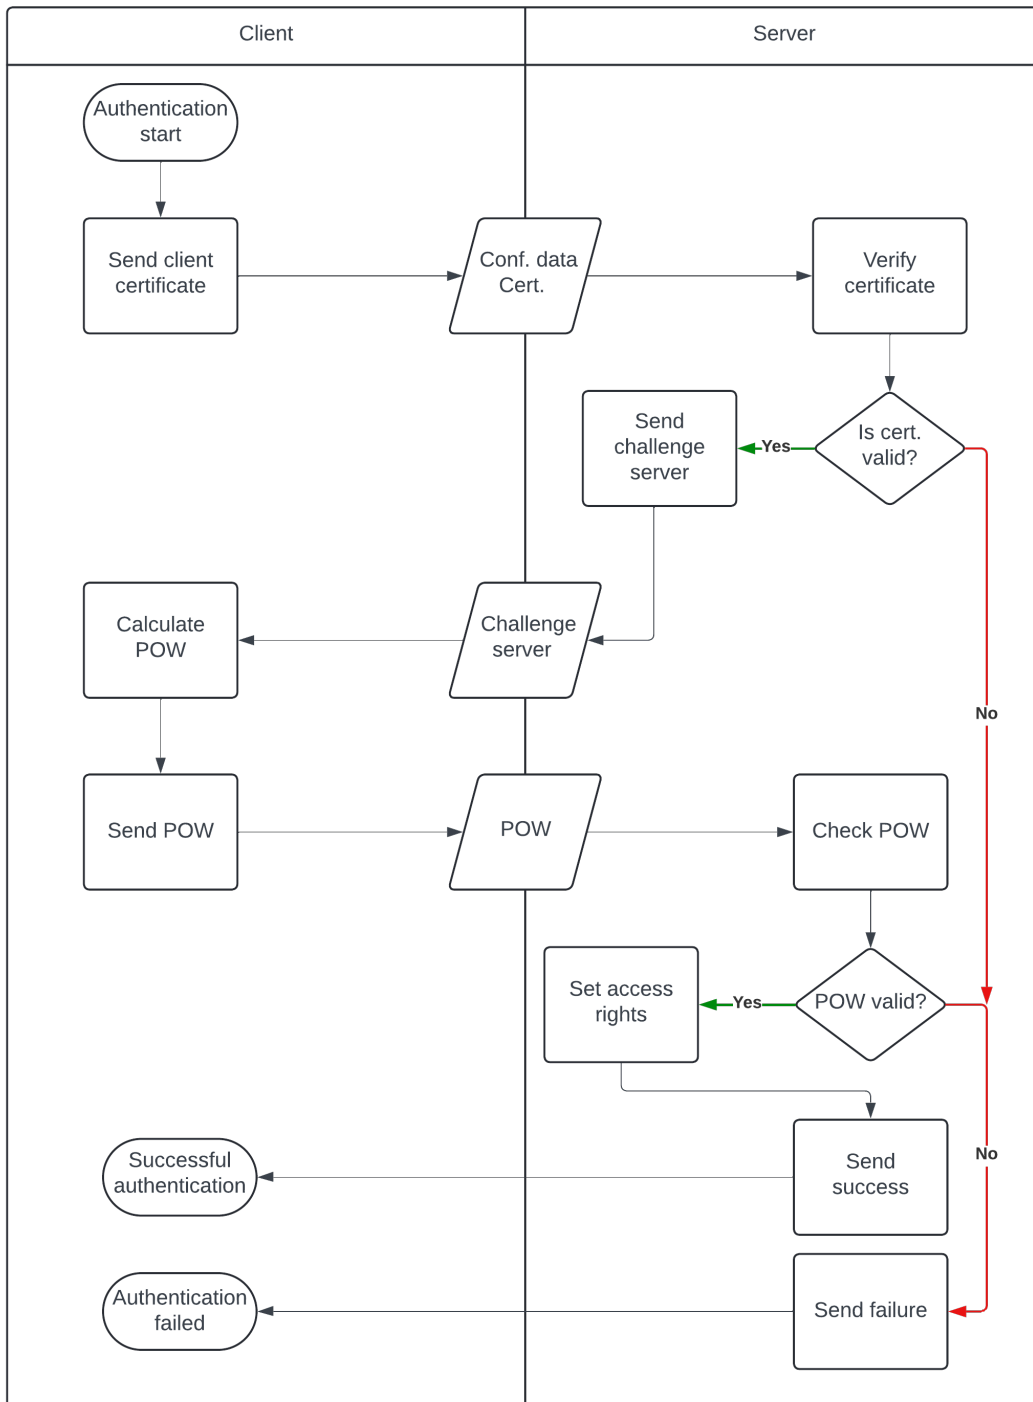 Client
Server
Authentication
start
Send client
certificate
Conf. data
Cert.
Verify
certificate
Is cert.
valid?
Yes
Send
challenge
server
No
Challenge
server
Calculate
POW
Send POW
POW
Check POW
POW valid?
Yes
Set access
rights
No
Send
success
Successful
authentication
Send failure
Authentication
failed